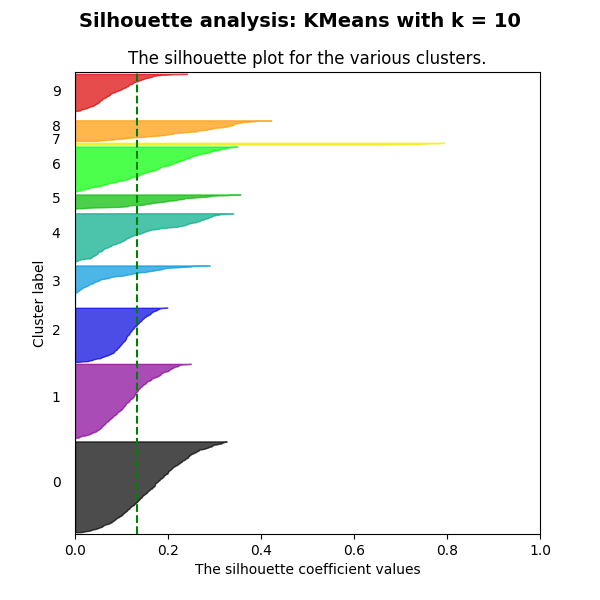 Silhouette analysis: KMeans with k = 10
The silhouette plot for the various clusters.
9
8
7
6
5
4
3
2
1
0
Cluster label
0.0 0.2 0.4 0.6 0.8 1.0
The silhouette coefficient values